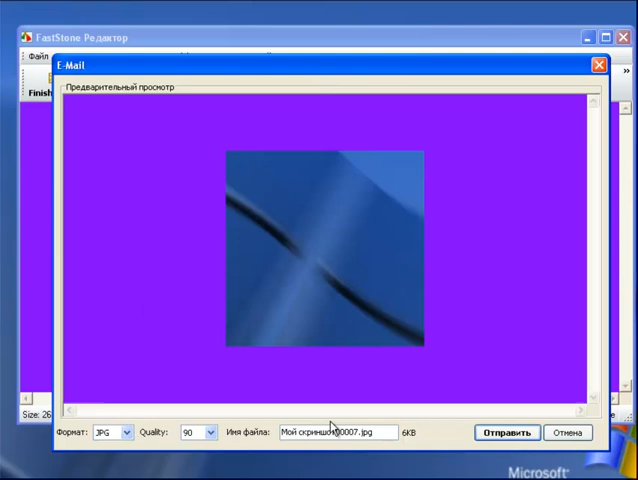 FastStone Редактор
Файл
E-Mail
Finish
Предварительный просмотр
»
Size: 26
Формат: JPG Quality: 90 Имя файла: Мой скриншот00007.jpg 6KB Отправить Отмена
Microsoft